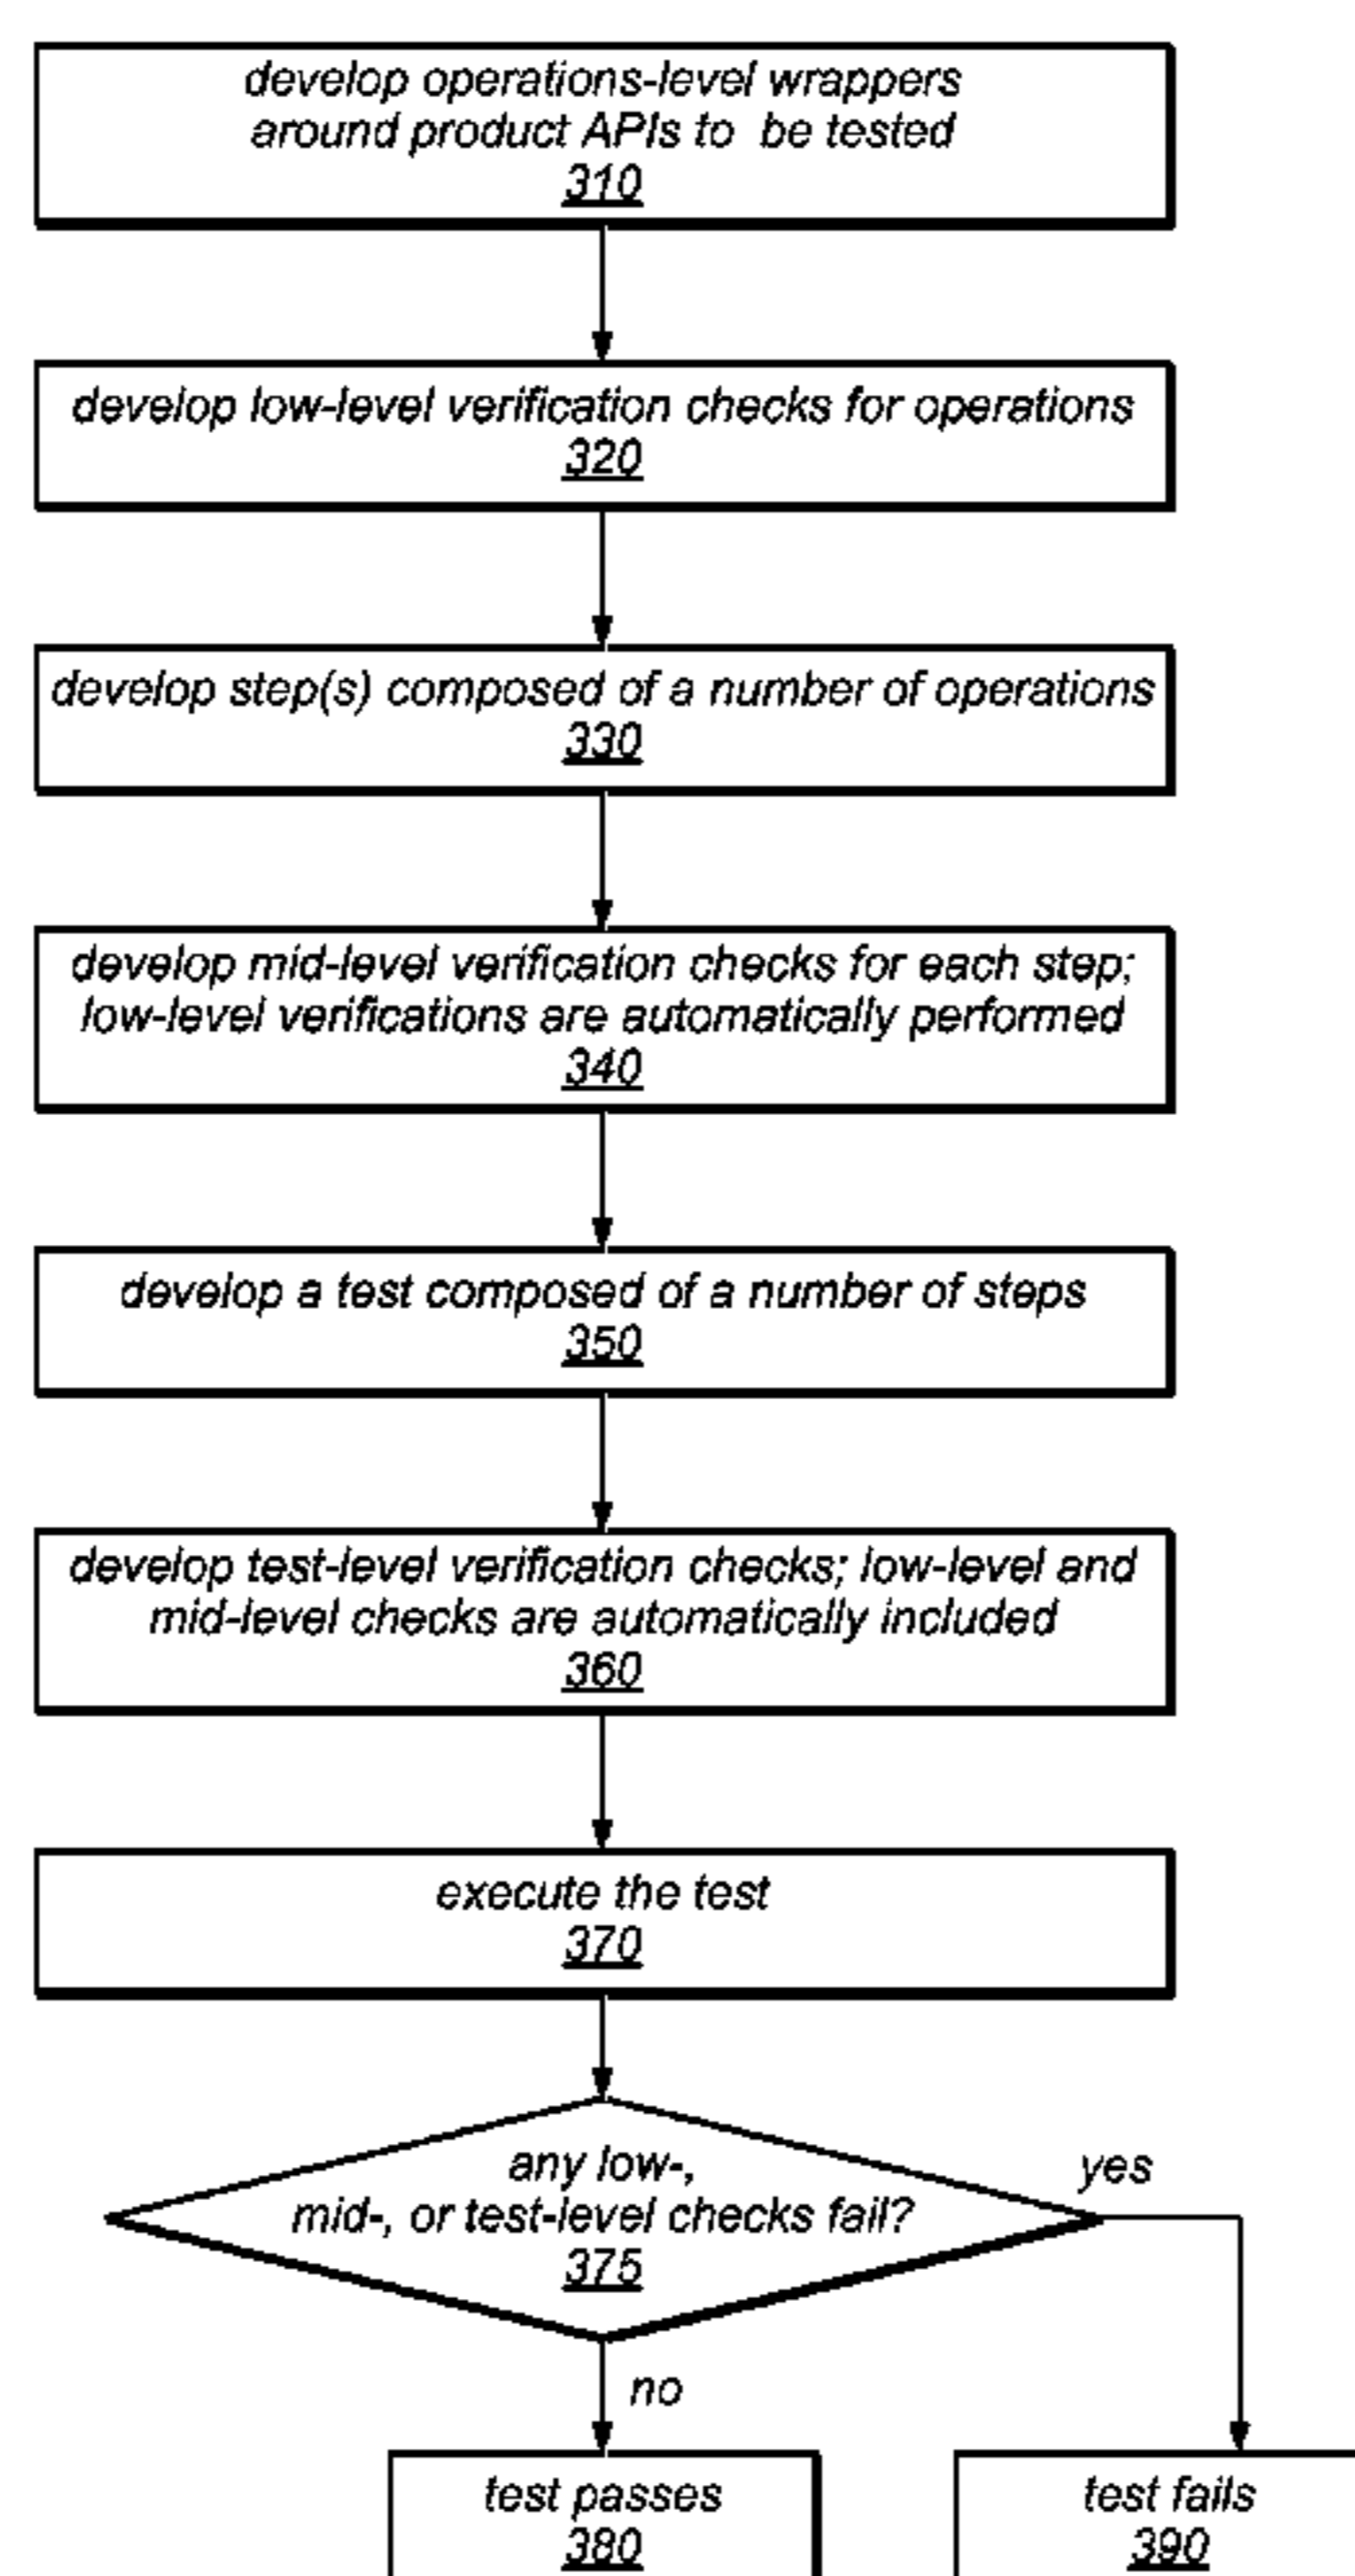 develop operations-level wrappers
around product APIs to be tested
310
develop low-level verification checks for operations
320
develop step(s) composed of a number of operations
330
develop mid-level verification checks for each step;
low-level verifications are automatically performed
340
develop a test composed of a number of steps
350
develop test-level verification checks; low-level and
mid-level checks are automatically included
360
execute the test
370
any low-,
mid-, or test-level checks fail?
375
yes
no
test passes
380
test fails
390